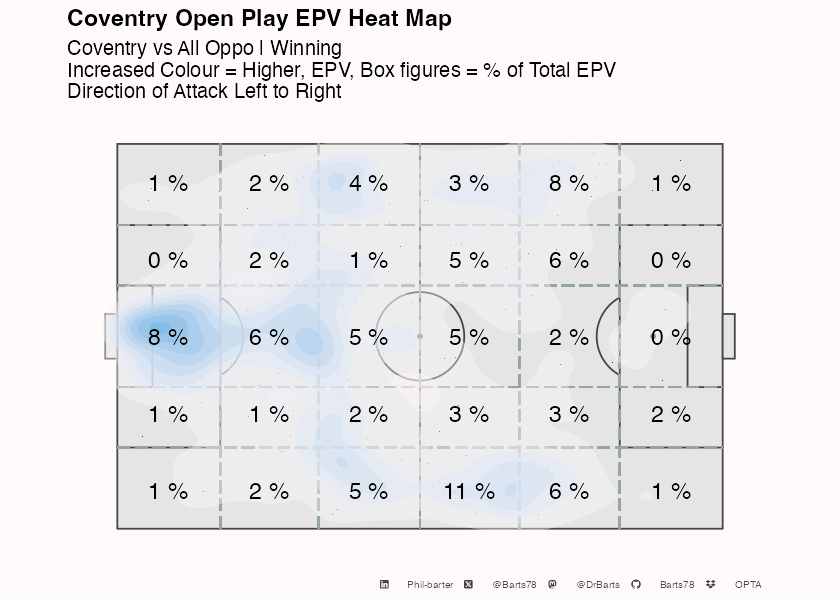 Coventry Open Play EPV Heat Map
Coventry vs All Oppo | Winning
Increased Colour = Higher, EPV, Box figures = % of Total EPV
Direction of Attack Left to Right
1 % 2 % 4 % 3 % 8 % 1 %
0 % 2 % 1 % 5 % 6 % 0 %
8 % 6 % 5 % 5 % 2 % 0 %
1 % 1 % 2 % 3 % 3 % 2 %
1 % 2 % 5 % 11 % 6 % 1 %
Phil-barter @Barts78 @DrBarts Barts78 OPTA